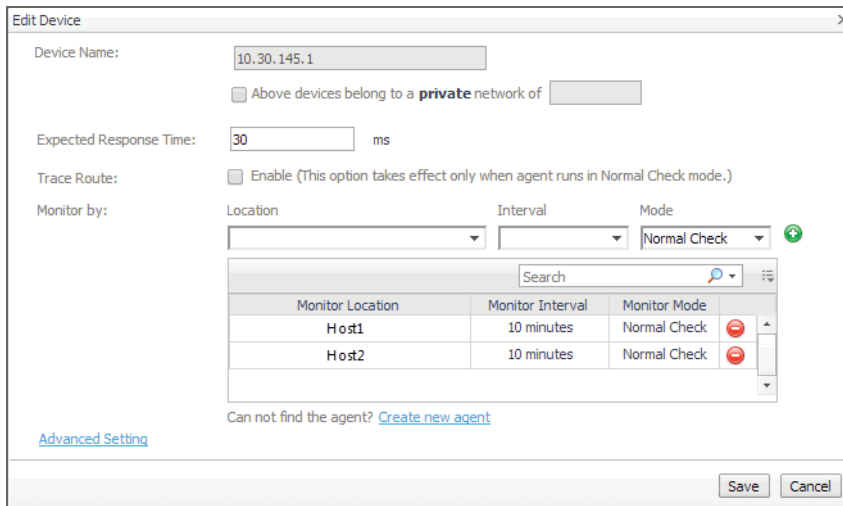 Edit Device
Device Name: 10.30.145.1
Above devices belong to a private network of
Expected Response Time: 30 ms
Trace Route: Enable (This option takes effect only when agent runs in Normal Check mode.)
Monitor by: Location Interval Mode
Normal Check
Search
Monitor Location Monitor Interval Monitor Mode
Host1 10 minutes Normal Check
Host2 10 minutes Normal Check
Can not find the agent? Create new agent
Advanced Setting
Save Cancel